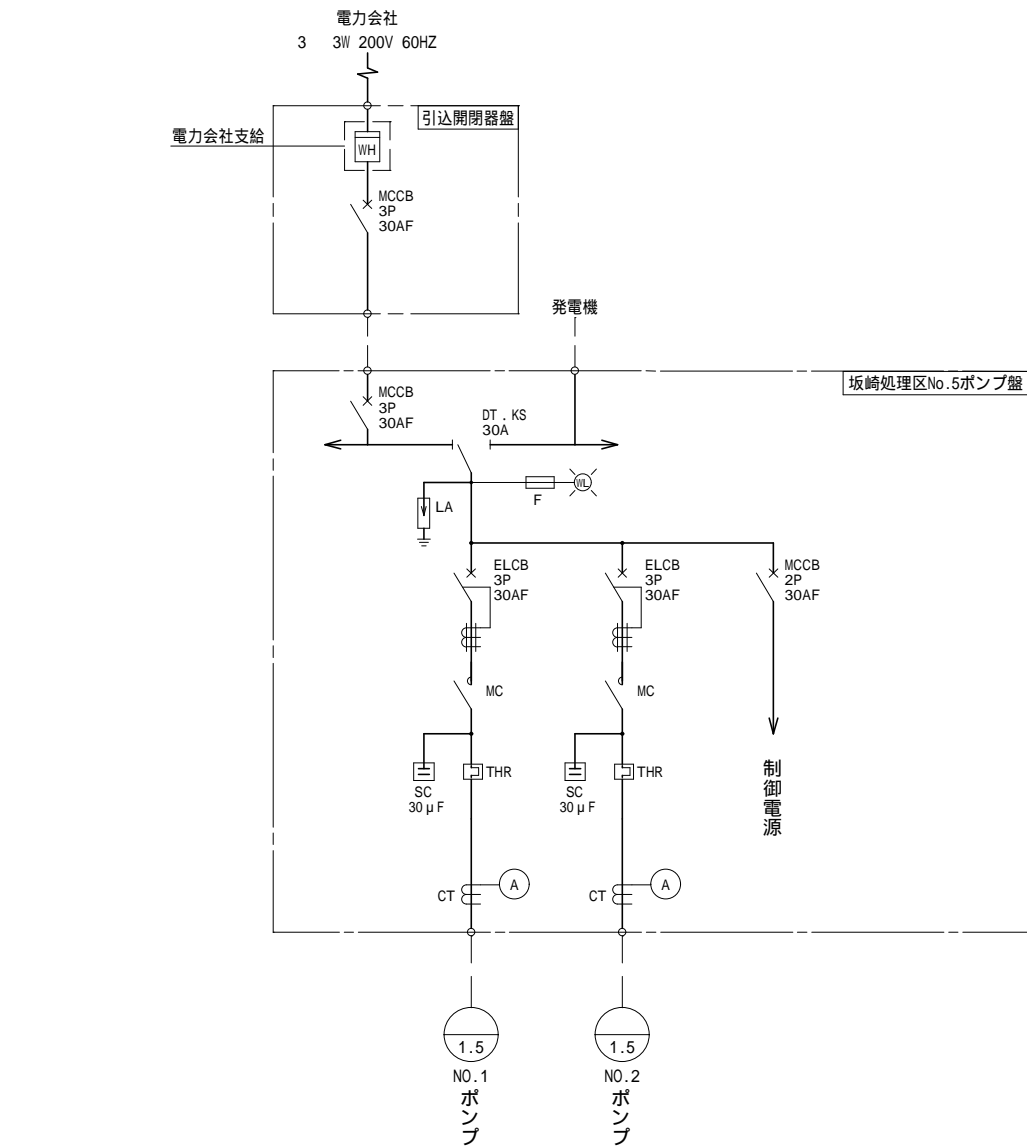 電力会社
3 3W 200V 60HZ
引込開閉器盤
電力会社支給
WH
MCCB
3P
30AF
発電機
坂崎処理区No.5ポンプ盤
MCCB
3P
30AF
DT.KS
30A
WL
F
LA
ELCB
3P
30AF
ELCB
3P
30AF
MCCB
2P
30AF
MC
MC
THR
THR
SC
30μF
SC
30μF
制御電源
CT
A
CT
A
1.5
1.5
NO.1
ポンプ
NO.2
ポンプ